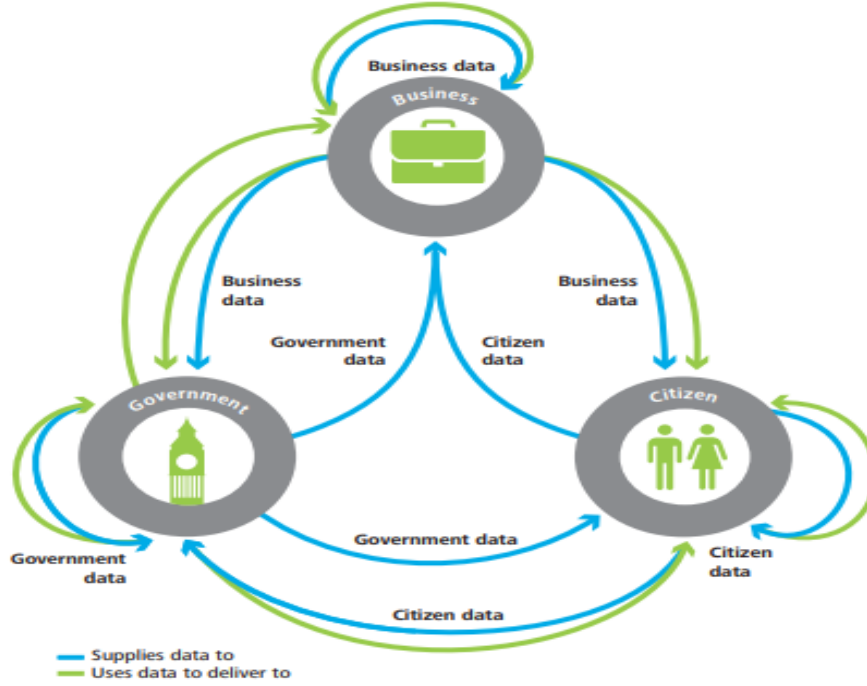 Business data
Business
Business
data
Business
data
Government
data
Citizen
data
Government
Citizen
Government data
Government
data
Citizen
data
Citizen data
Supplies data to
Uses data to deliver to